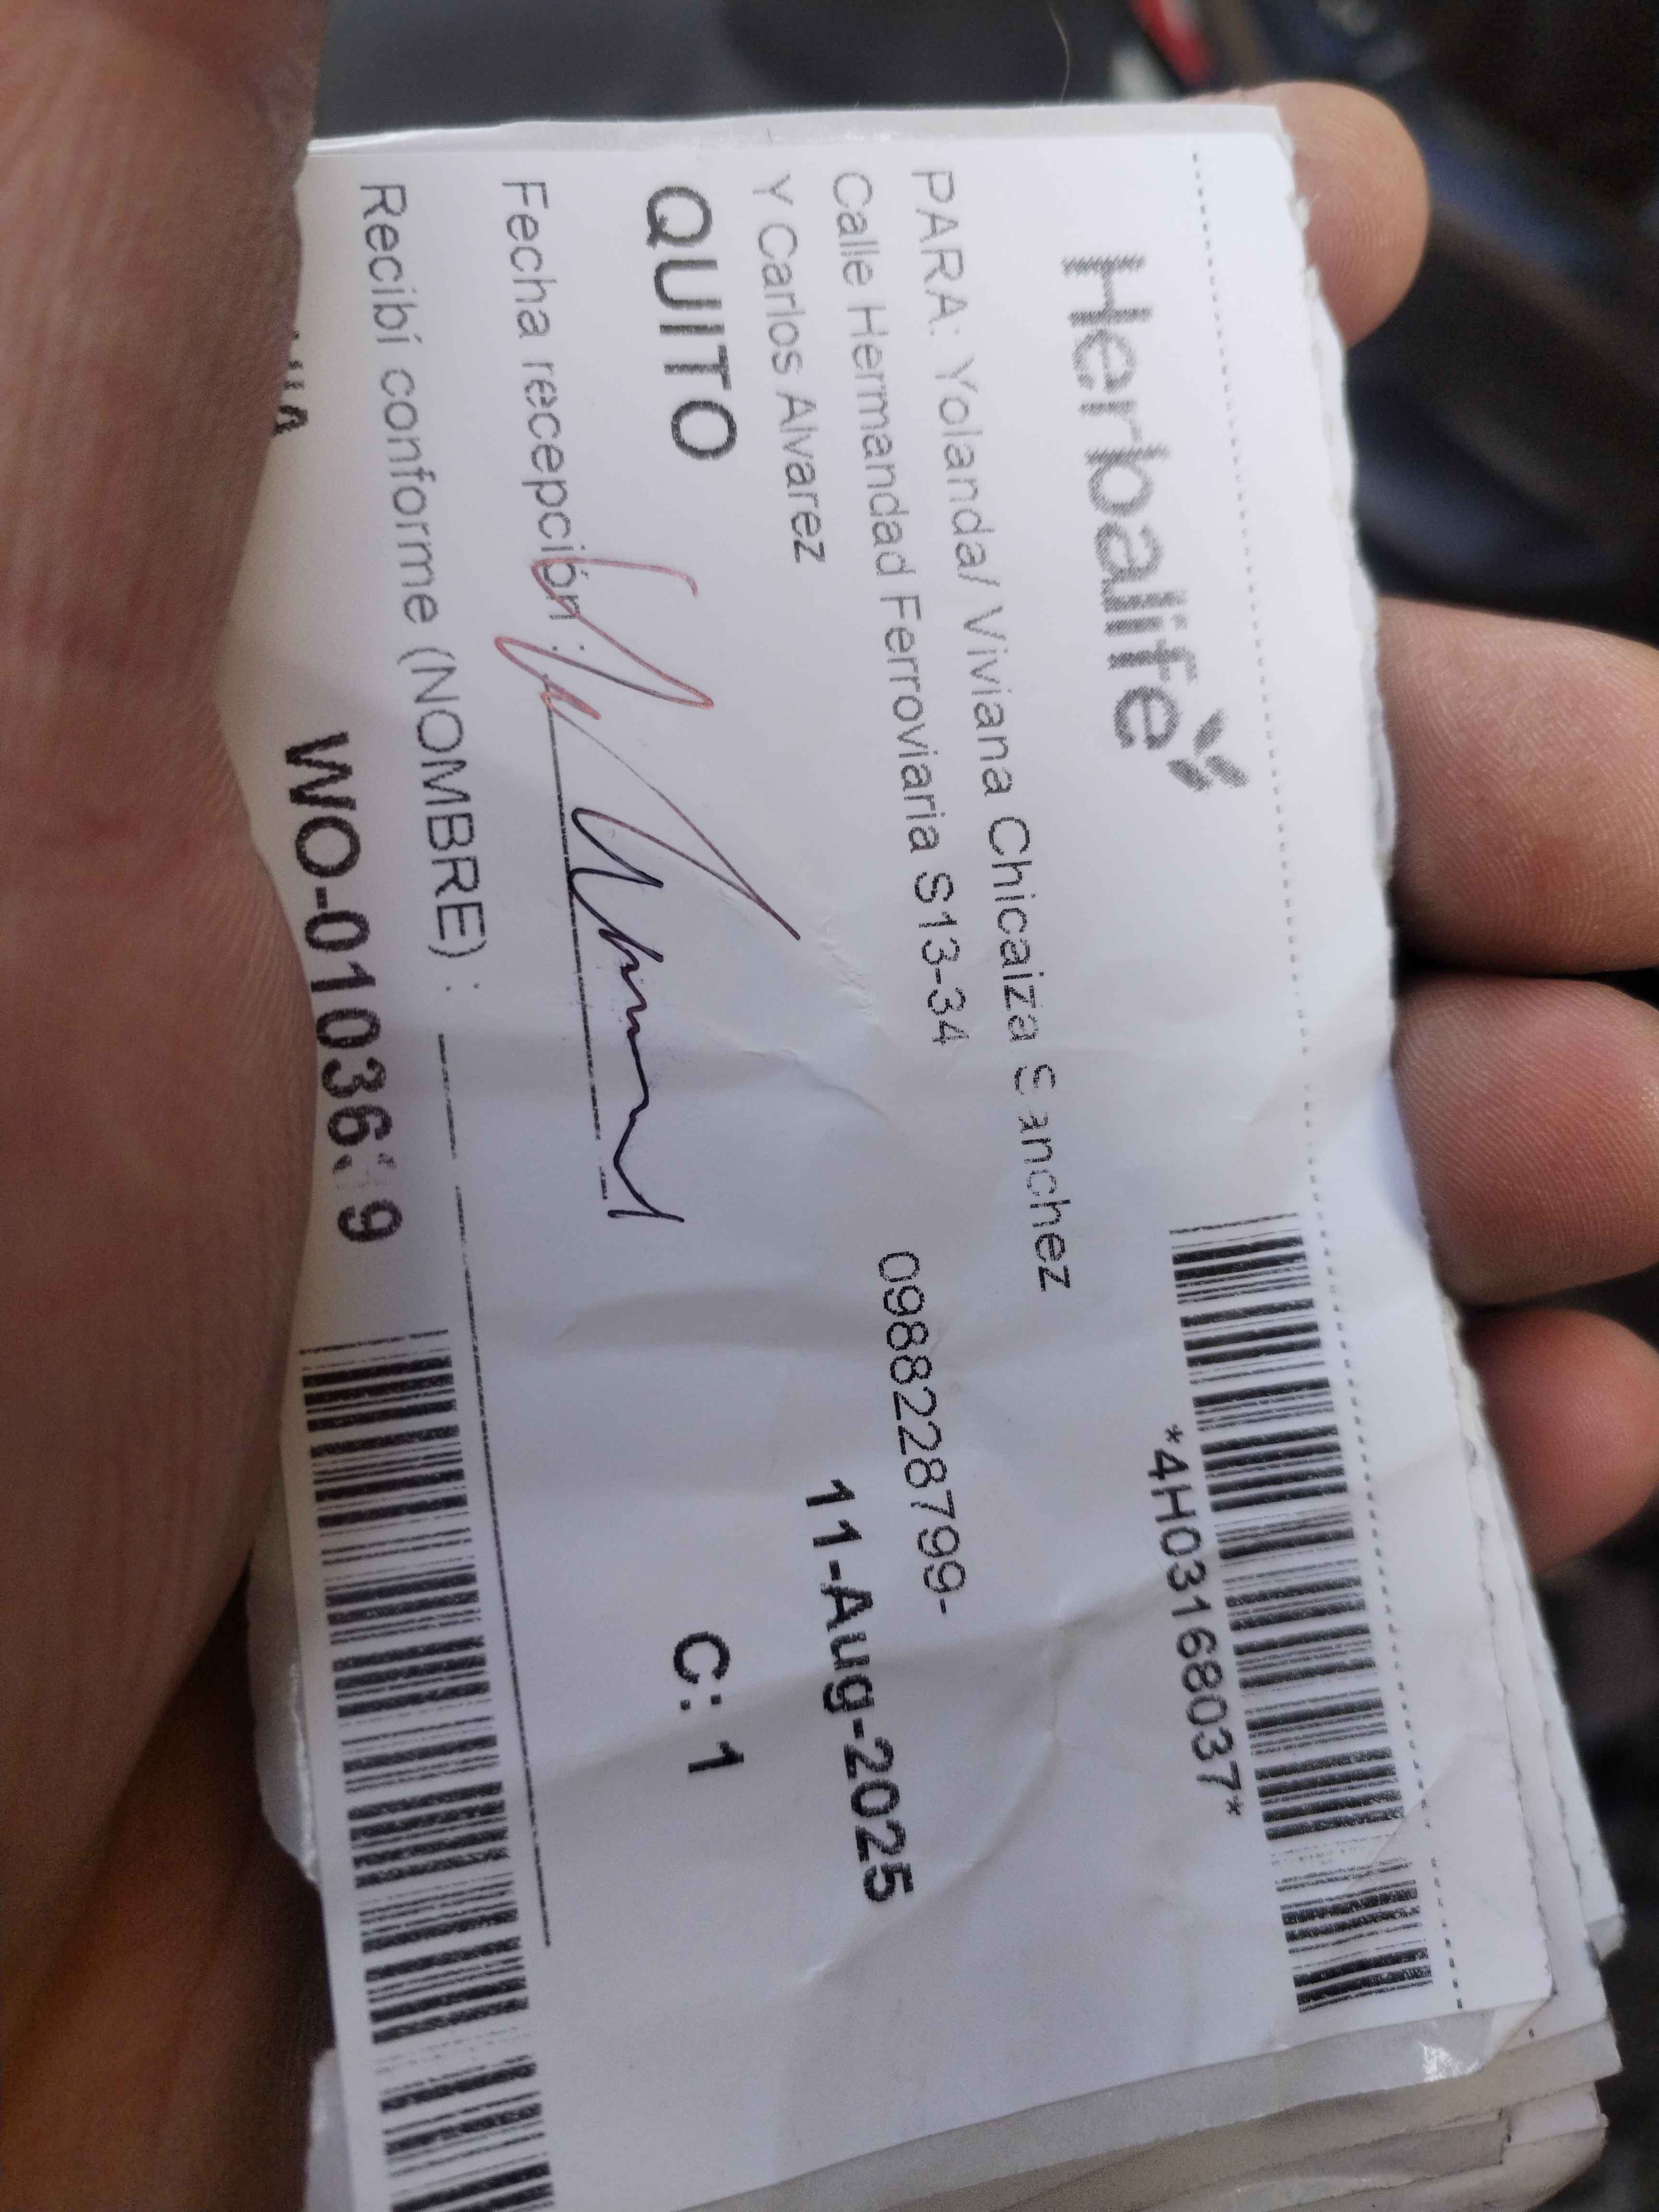 Herbalife
*4H03168037*
PARA: Yolanda/ Viviana Chicaiza Sanchez
Calle Hermandad Ferroviaria S13-34
0988228799-
Y Carlos Alvarez
11-Aug-2025
QUITO
C: 1
Fecha recepción :
Recibí conforme (NOMBRE) :